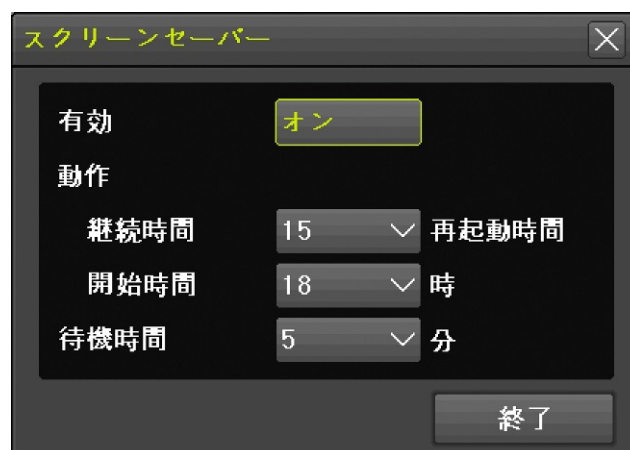 スクリーンセーバー
有効 オン
動作
継続時間 15 再起動時間
開始時間 18 時
待機時間 5 分
終了